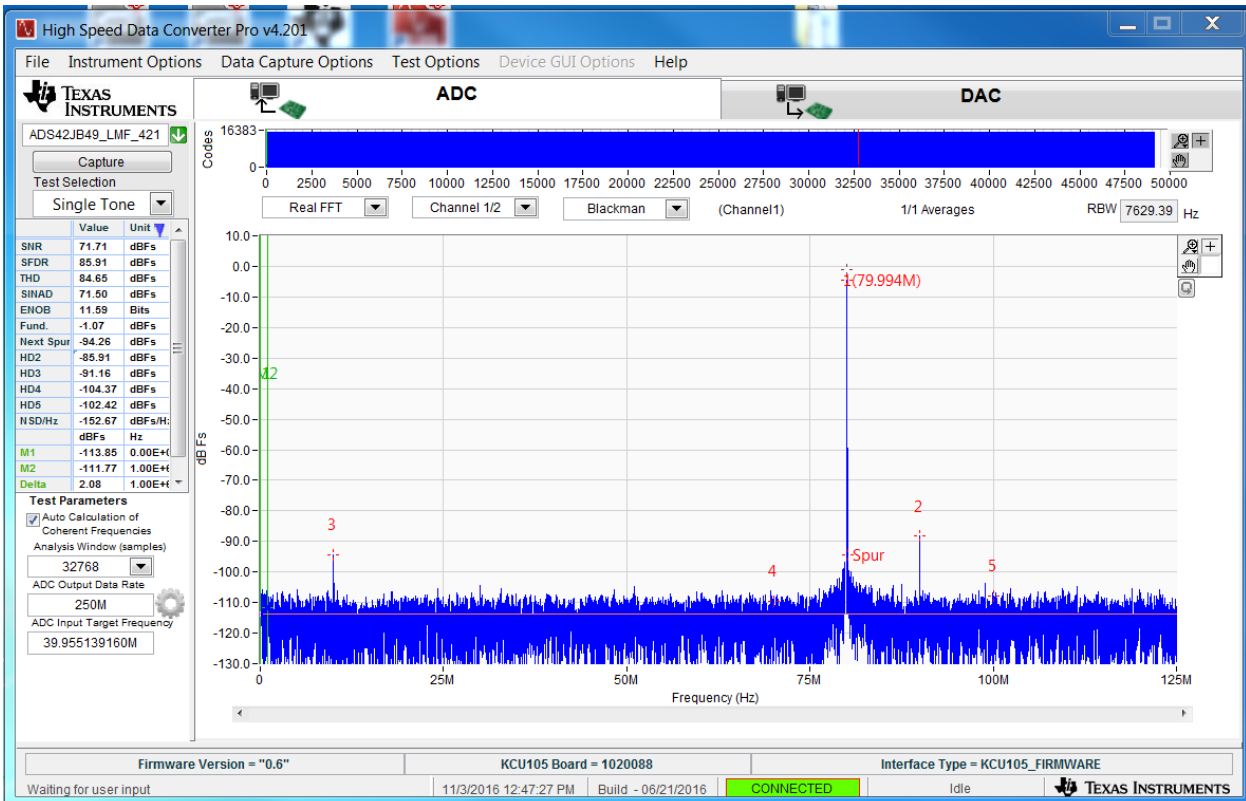 High Speed Data Converter Pro v4.201
File Instrument Options Data Capture Options Test Options Device GUI Options Help
TEXAS INSTRUMENTS
ADC
DAC
ADS42JB49_LMF_421
Capture
Test Selection
Single Tone
Value Unit
SNR 71.71 dBFs
SFDR 85.91 dBFs
THD 84.65 dBFs
SINAD 71.50 dBFs
ENOB 11.59 Bits
Fund. -1.07 dBFs
Next Spur -94.26 dBFs
HD2 -85.91 dBFs
HD3 -91.16 dBFs
HD4 -104.37 dBFs
HD5 -102.42 dBFs
NSD/Hz -152.67 dBFs/H
dBFs Hz
M1 -113.85 0.00E+
M2 -111.77 1.00E+
Delta 2.08 1.00E+
Test Parameters
Auto Calculation of
Coherent Frequencies
Analysis Window (samples)
32768
ADC Output Data Rate
250M
ADC Input Target Frequency
39.955139160M
Codes
16383
0
0 2500 5000 7500 10000 12500 15000 17500 20000 22500 25000 27500 30000 32500 35000 37500 40000 42500 45000 47500 50000
Real FFT Channel 1/2 Blackman (Channel1) 1/1 Averages RBW 7629.39 Hz
10.0
0.0
1(79.994M)
-10.0
-20.0
-30.0
-40.0
-50.0
dB Fs
-60.0
-70.0
-80.0
3
2
-90.0
Spur
-100.0
4
5
-110.0
-120.0
-130.0
0 25M 50M 75M 100M 125M
Frequency (Hz)
Firmware Version = "0.6" KCU105 Board = 1020088 Interface Type = KCU105_FIRMWARE
Waiting for user input 11/3/2016 12:47:27 PM Build - 06/21/2016 CONNECTED Idle TEXAS INSTRUMENTS